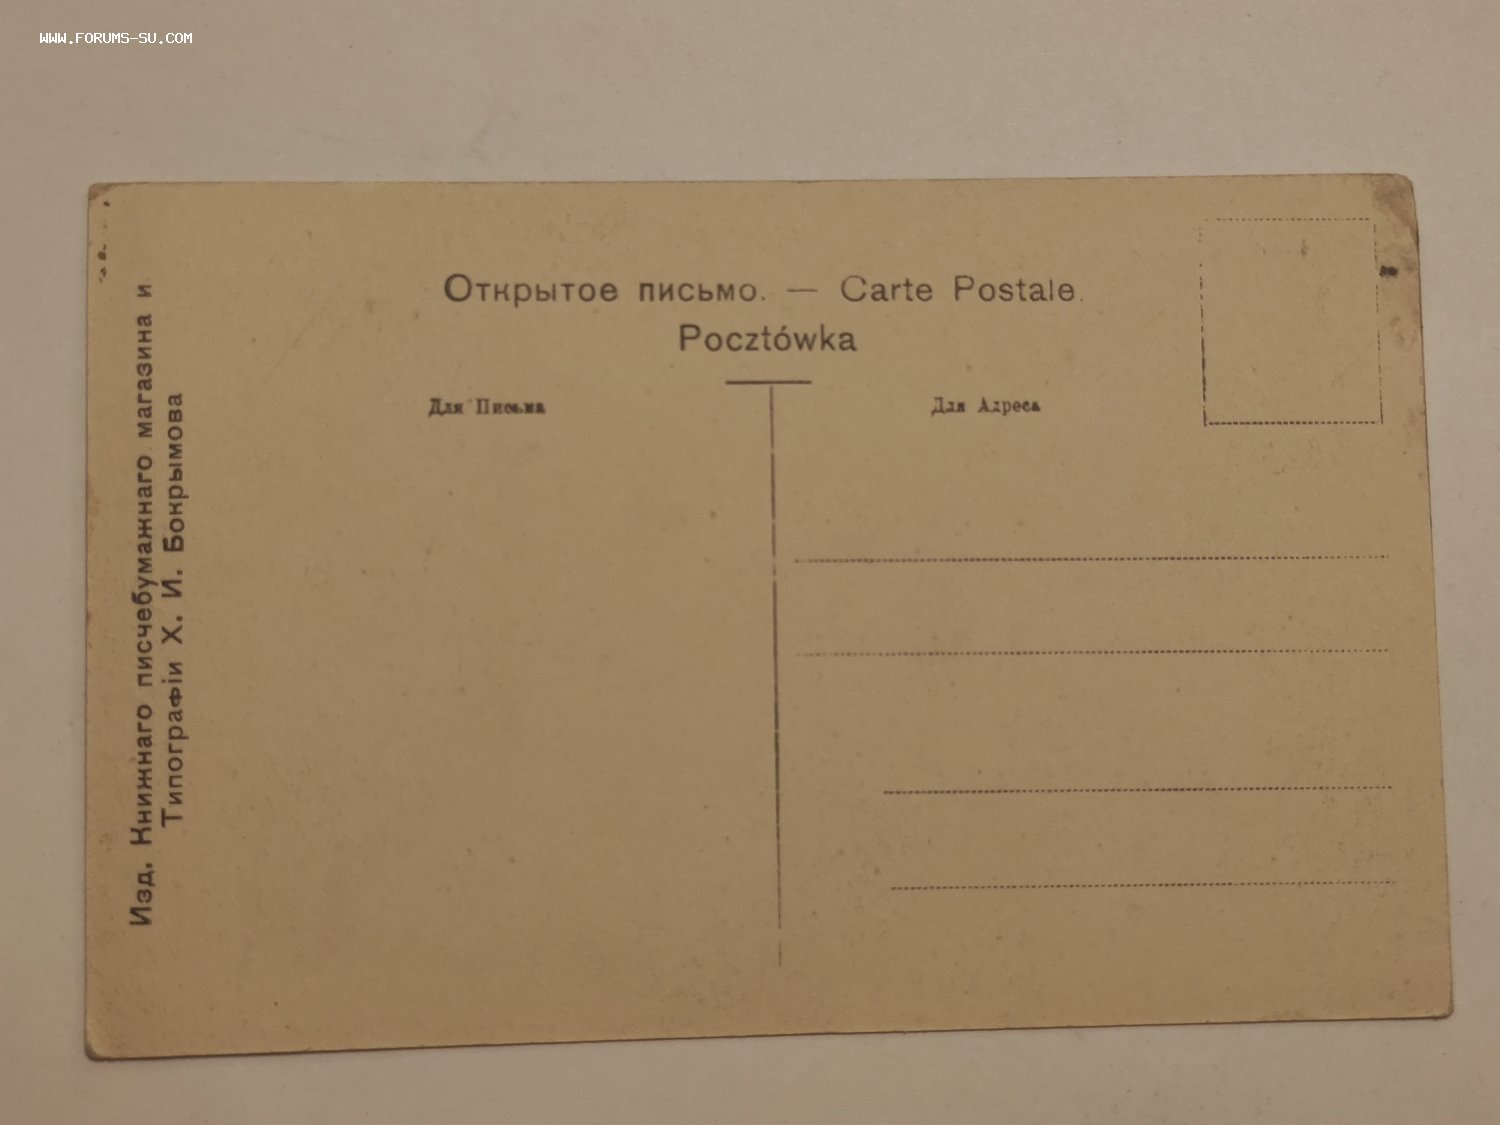 WWW.FORUMS-SU.COM
Открытое письмо. — Carte Postale.
Pocztówka
Для Письма
Для Адреса
Изд. Книжнаго писчебумажнаго магазина и
Типографіи Х. И. Бокрымова